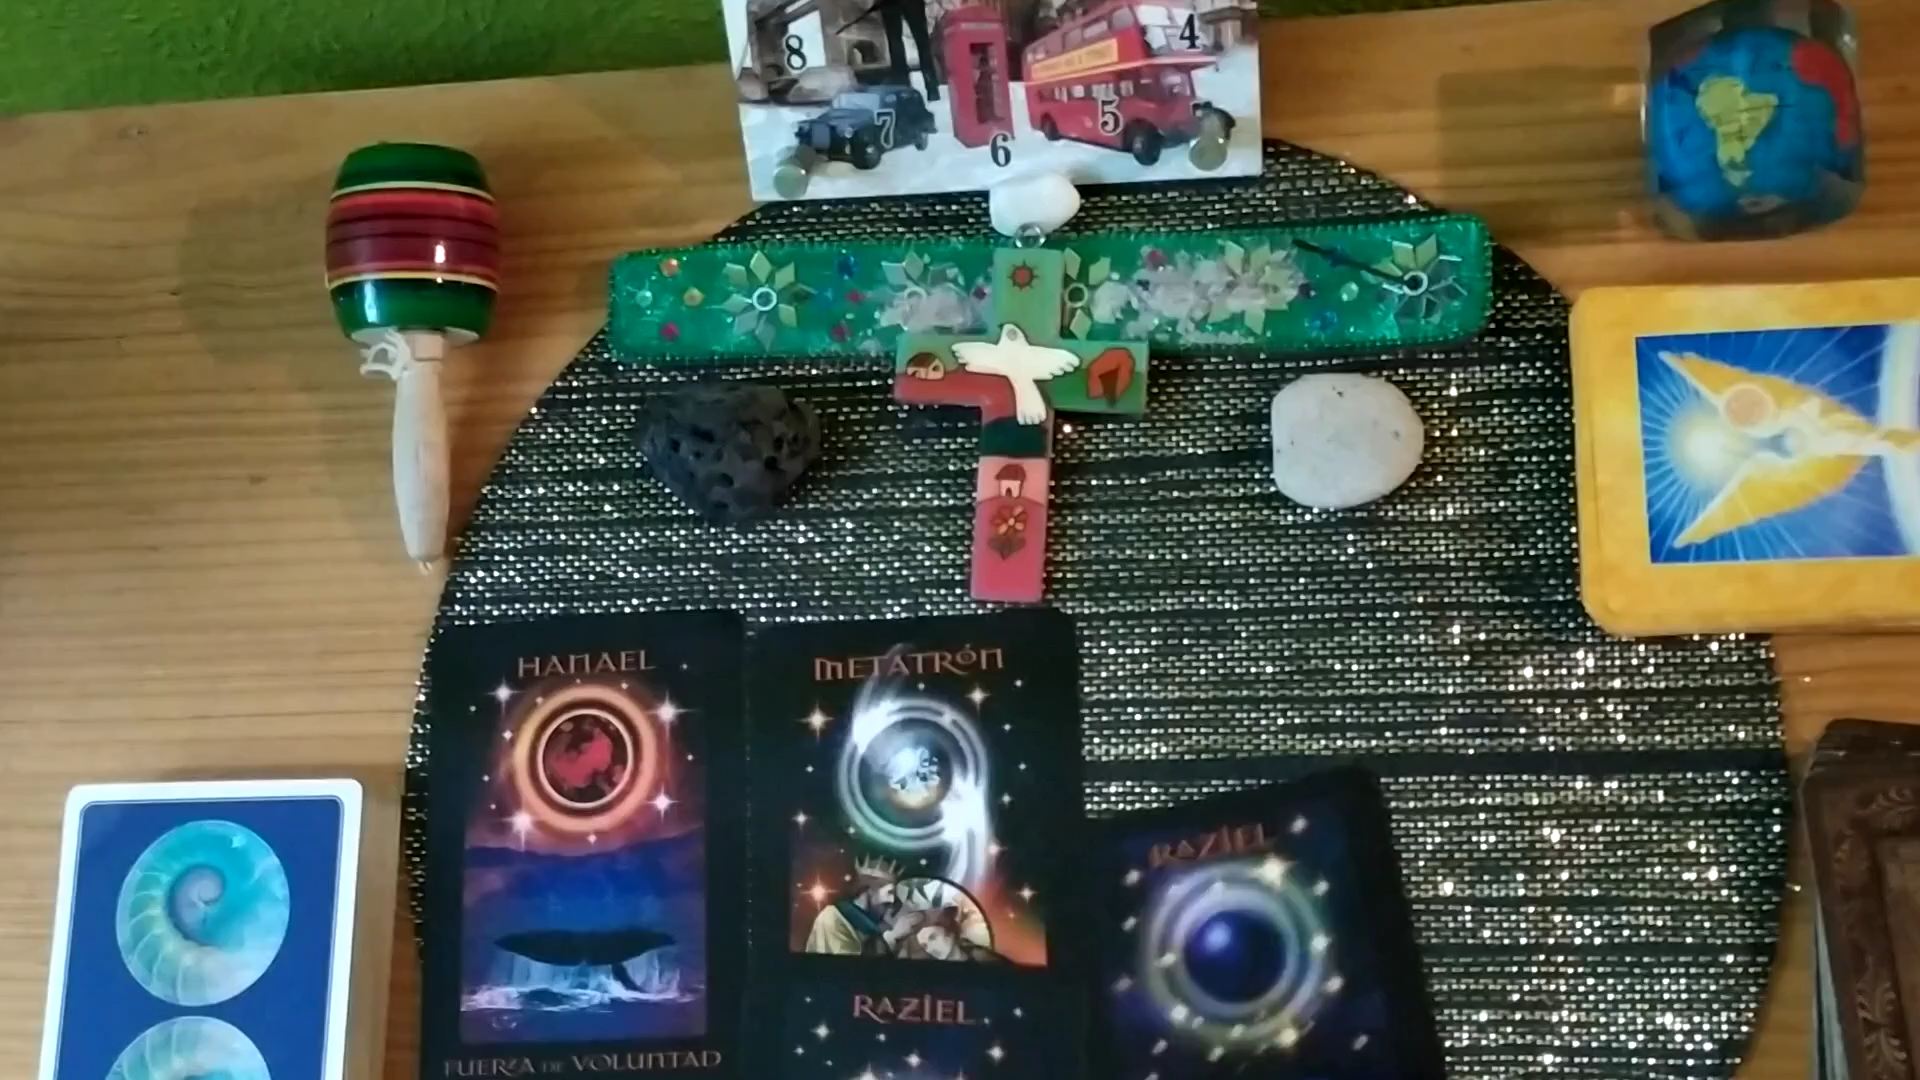 8
4
7
5
6
HANAEL
METATRÓN
RAZIEL
RAZIEL
FUERZA DE VOLUNTAD